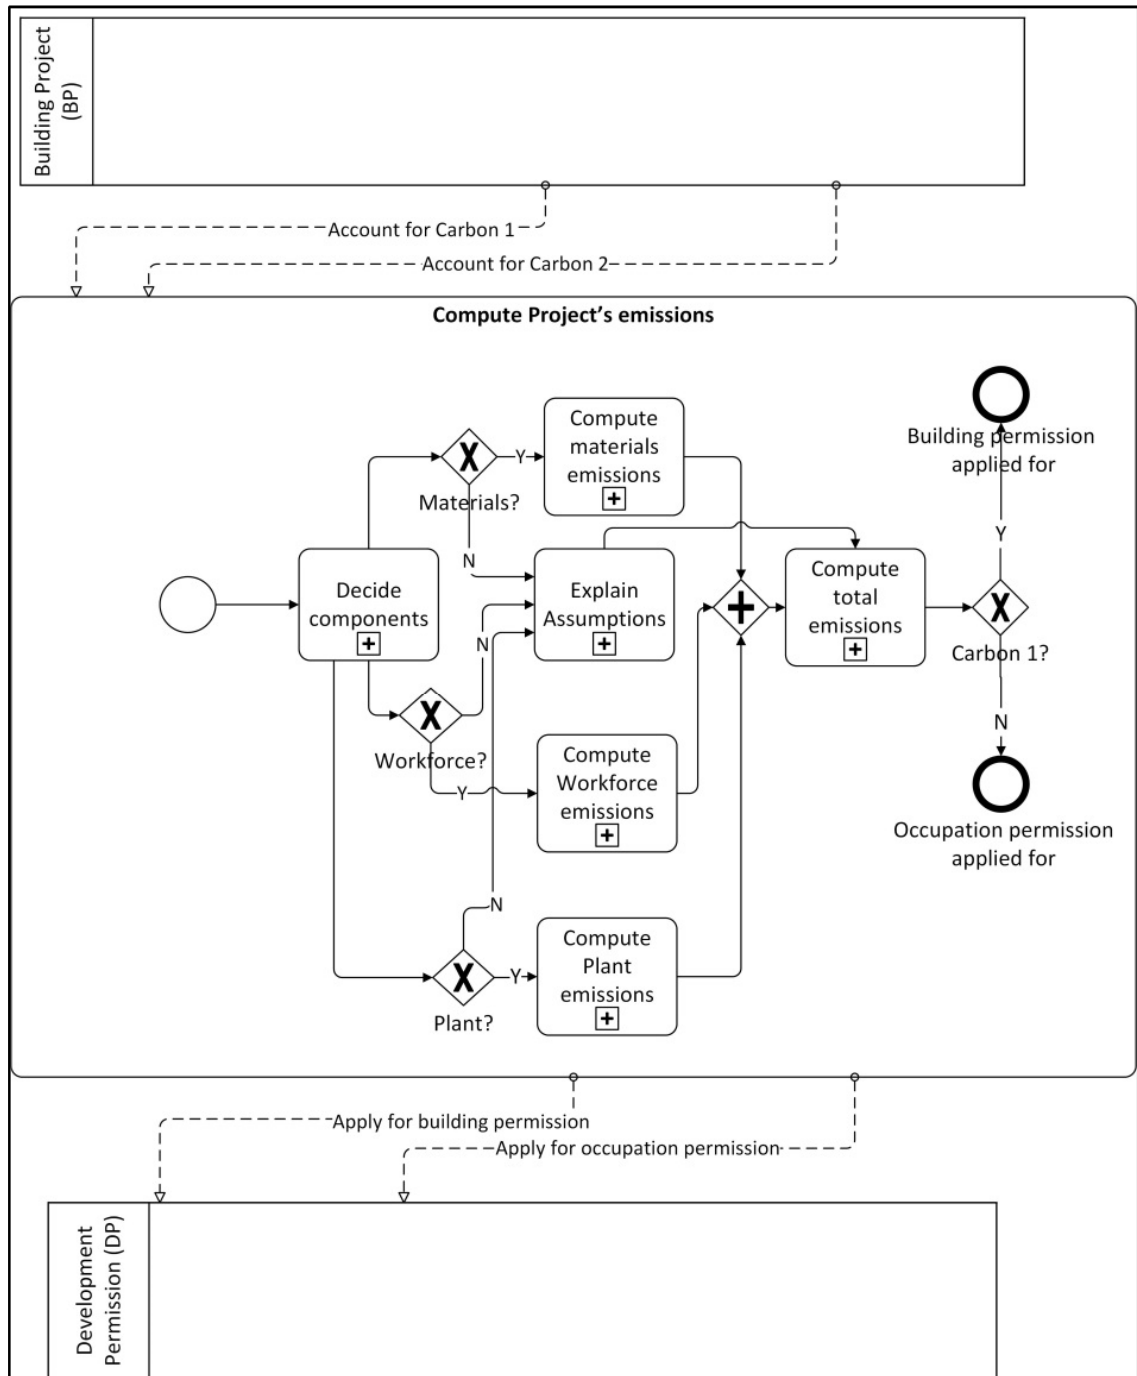 Building Project
(BP)
Account for Carbon 1
Account for Carbon 2
Compute Project's emissions
Compute
materials
emissions
Building permission
applied for
X
Y
Materials?
N
Y
Decide
components
Explain
Assumptions
Compute
total
emissions
X
N
Carbon 1?
X
N
Workforce?
Y
Compute
Workforce
emissions
Occupation permission
applied for
N
Compute
Plant
emissions
X
Y
Plant?
Apply for building permission
Apply for occupation permission
Development
Permission (DP)